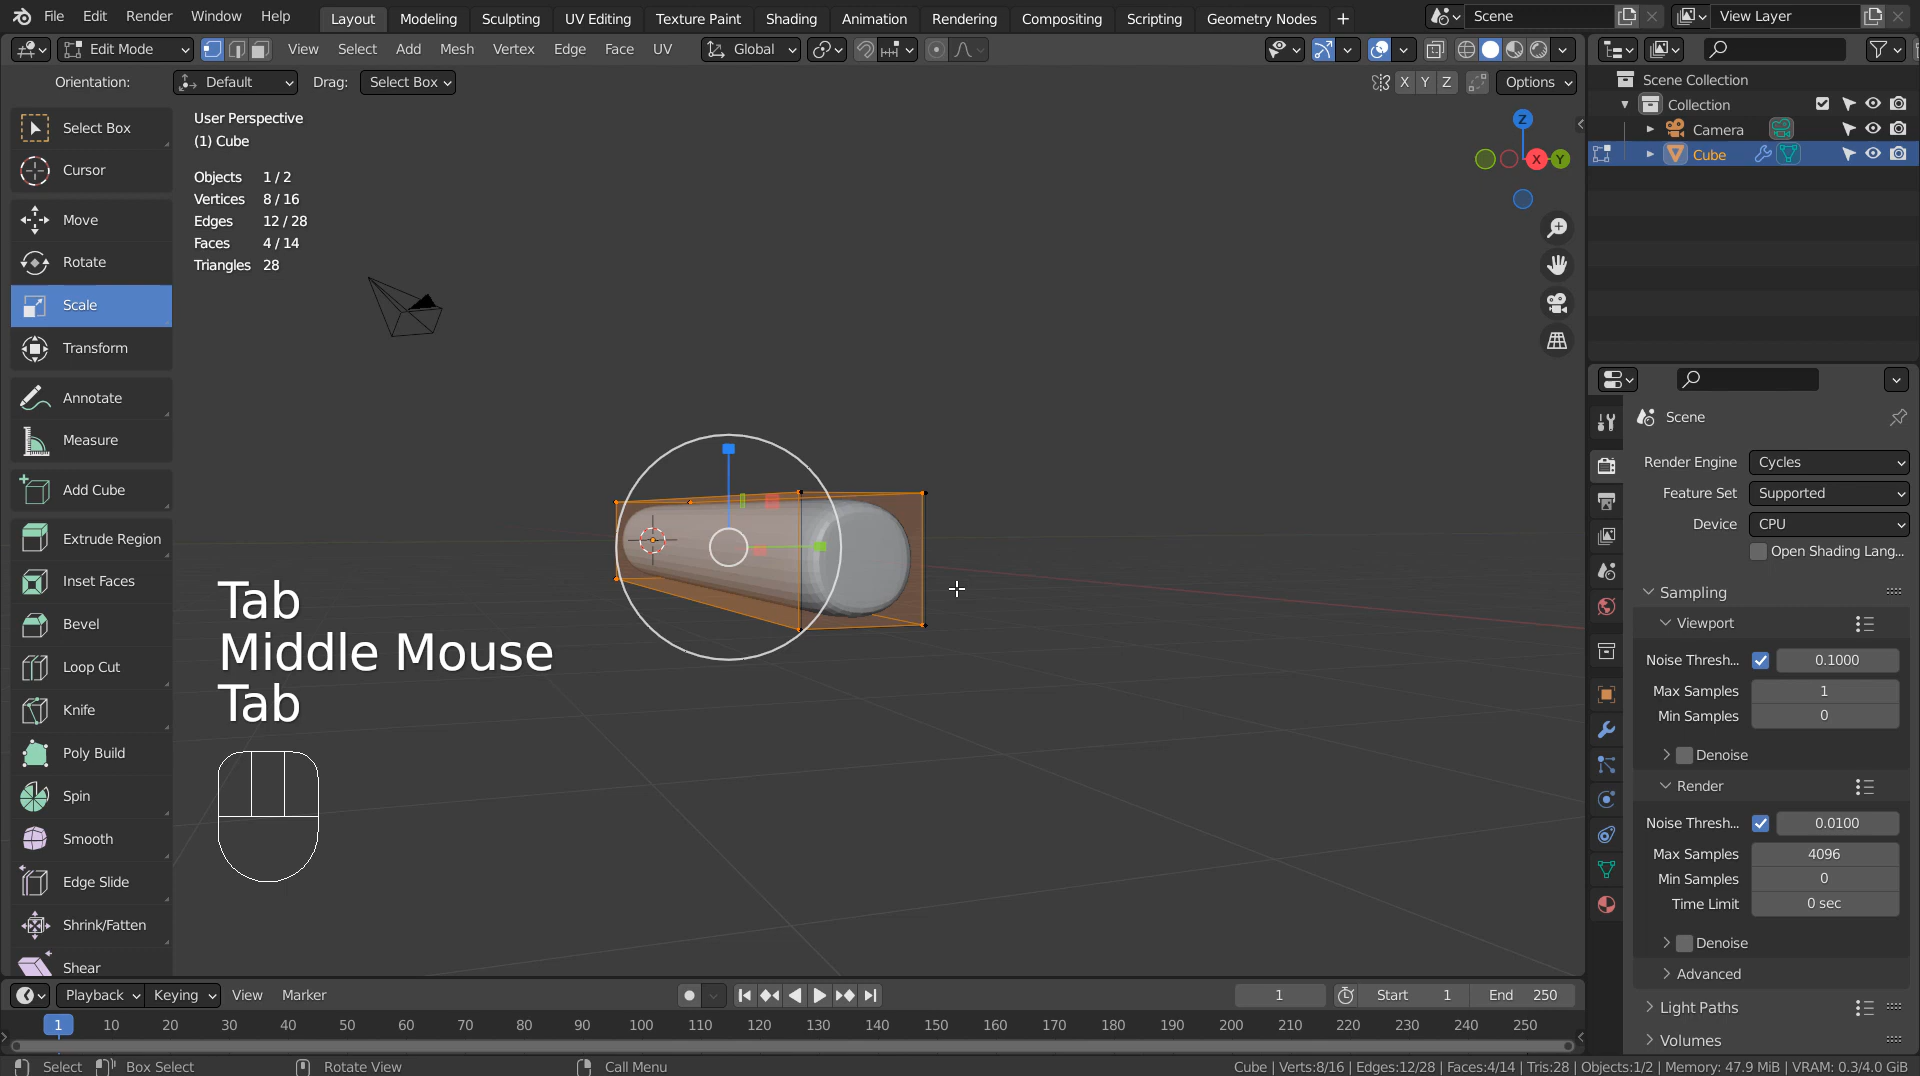 File Edit Render Window Help Layout Modeling Sculpting UV Editing Texture Paint Shading Animation Rendering Compositing Scripting Geometry Nodes + Scene View Layer
Edit Mode View Select Add Mesh Vertex Edge Face UV Global
Orientation: Default Drag: Select Box X Y Z Options
Select Box
Cursor
Move
Rotate
Scale
Transform
Annotate
Measure
Add Cube
Extrude Region
Inset Faces
Bevel
Loop Cut
Knife
Poly Build
Spin
Smooth
Edge Slide
Shrink/Fatten
Shear
User Perspective
(1) Cube
Objects 1 / 2
Vertices 8 / 16
Edges 12 / 28
Faces 4 / 14
Triangles 28
Z
X Y
Tab
Middle Mouse
Tab
Scene Collection
Collection
Camera
Cube
Scene
Render Engine Cycles
Feature Set Supported
Device CPU
Open Shading Lang...
Sampling
Viewport
Noise Thresh... 0.1000
Max Samples 1
Min Samples 0
Denoise
Render
Noise Thresh... 0.0100
Max Samples 4096
Min Samples 0
Time Limit 0 sec
Denoise
Advanced
Light Paths
Volumes
Playback Keying View Marker 1 Start 1 End 250
1 10 20 30 40 50 60 70 80 90 100 110 120 130 140 150 160 170 180 190 200 210 220 230 240 250
Select Box Select Rotate View Call Menu Cube | Verts:8/16 | Edges:12/28 | Faces:4/14 | Tris:28 | Objects:1/2 | Memory: 47.9 MiB | VRAM: 0.3/4.0 GiB